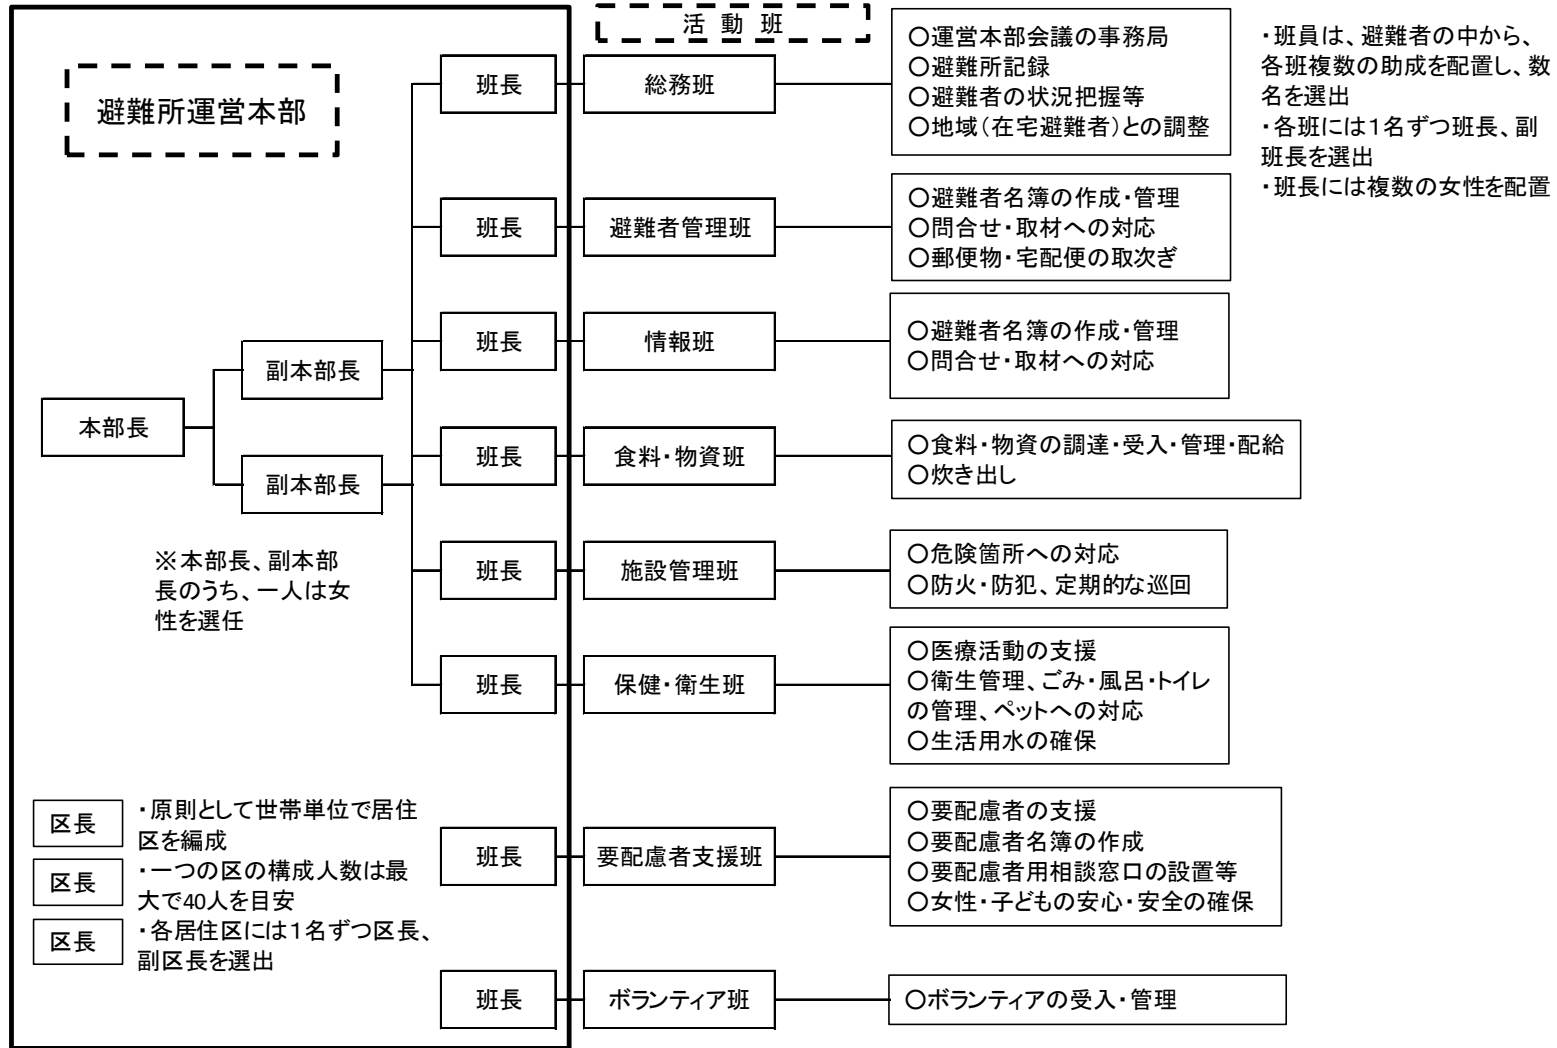 活 動 班
避難所運営本部
本部長
副本部長
副本部長
※本部長、副本部
長のうち、一人は女
性を選任
班長
総務班
〇運営本部会議の事務局
〇避難所記録
〇避難者の状況把握等
〇地域(在宅避難者)との調整
・班員は、避難者の中から、
各班複数の助成を配置し、数
名を選出
・各班には1名ずつ班長、副
班長を選出
・班長には複数の女性を配置
班長
避難者管理班
〇避難者名簿の作成・管理
〇問合せ・取材への対応
〇郵便物・宅配便の取次ぎ
班長
情報班
〇避難者名簿の作成・管理
〇問合せ・取材への対応
班長
食料・物資班
〇食料・物資の調達・受入・管理・配給
〇炊き出し
班長
施設管理班
〇危険箇所への対応
〇防火・防犯、定期的な巡回
班長
保健・衛生班
〇医療活動の支援
〇衛生管理、ごみ・風呂・トイレ
の管理、ペットへの対応
〇生活用水の確保
区長
区長
区長
・原則として世帯単位で居住
区を編成
・一つの区の構成人数は最
大で40人を目安
・各居住区には1名ずつ区長、
副区長を選出
班長
要配慮者支援班
〇要配慮者の支援
〇要配慮者名簿の作成
〇要配慮者用相談窓口の設置等
〇女性・子どもの安心・安全の確保
班長
ボランティア班
〇ボランティアの受入・管理